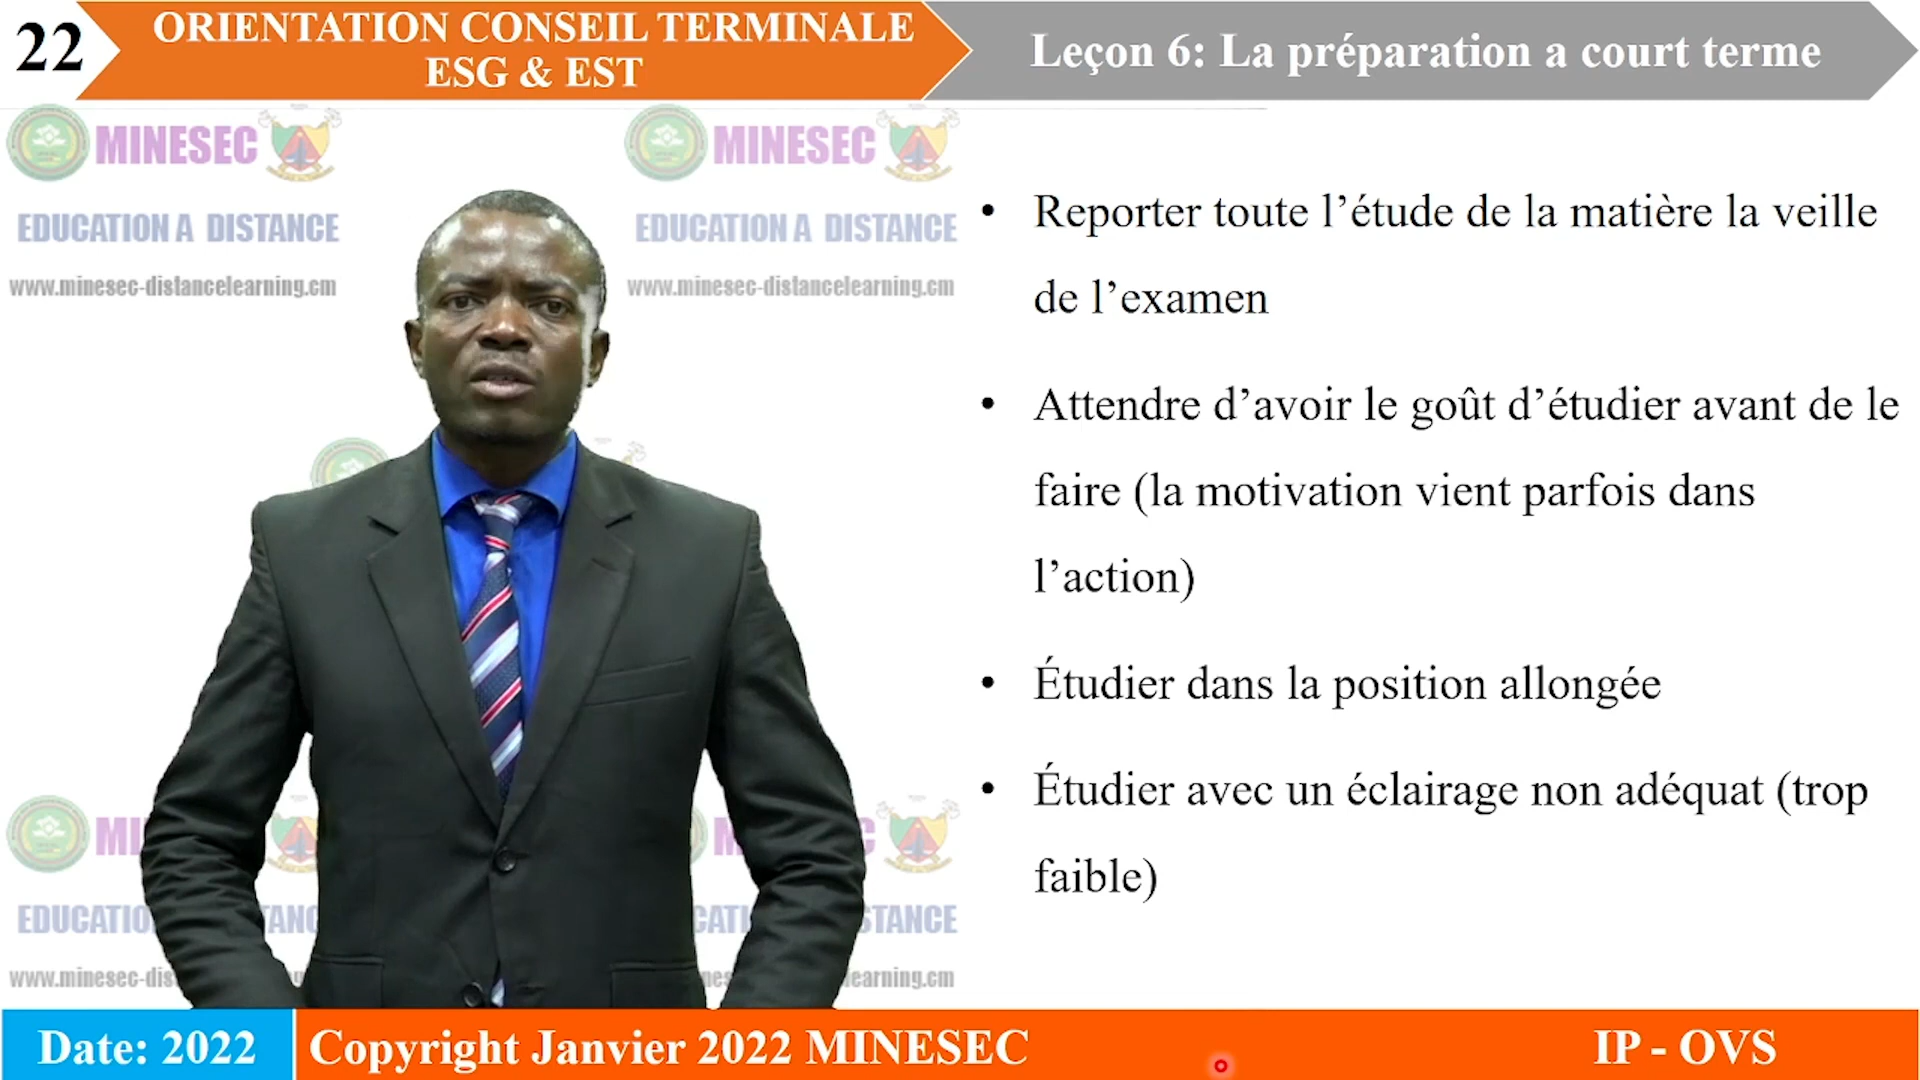 22
ORIENTATION CONSEIL TERMINALE
ESG & EST
Leçon 6: La préparation a court terme
MINESEC
MINESEC
EDUCATION A DISTANCE
EDUCATION A DISTANCE
www.minesec-distancelearning.cm
www.minesec-distancelearning.cm
• Reporter toute l’étude de la matière la veille
de l’examen
• Attendre d’avoir le goût d’étudier avant de le
faire (la motivation vient parfois dans
l’action)
• Étudier dans la position allongée
• Étudier avec un éclairage non adéquat (trop
faible)
Date: 2022
Copyright Janvier 2022 MINESEC
IP - OVS